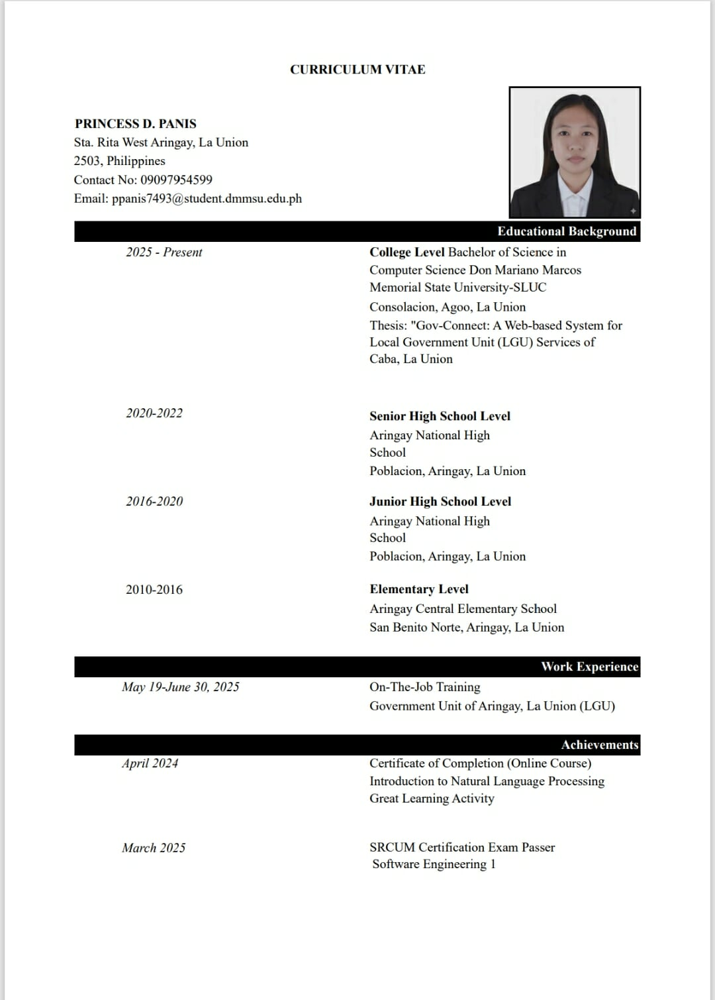 CURRICULUM VITAE
PRINCESS D. PANIS
Sta. Rita West Aringay, La Union
2503, Philippines
Contact No: 09097954599
Email: ppanis7493@student.dmmsu.edu.ph
Educational Background
2025 - Present
College Level Bachelor of Science in
Computer Science Don Mariano Marcos
Memorial State University-SLUC
Consolacion, Agoo, La Union
Thesis: "Gov-Connect: A Web-based System for
Local Government Unit (LGU) Services of
Caba, La Union
2020-2022
Senior High School Level
Aringay National High
School
Poblacion, Aringay, La Union
2016-2020
Junior High School Level
Aringay National High
School
Poblacion, Aringay, La Union
2010-2016
Elementary Level
Aringay Central Elementary School
San Benito Norte, Aringay, La Union
Work Experience
May 19-June 30, 2025
On-The-Job Training
Government Unit of Aringay, La Union (LGU)
Achievements
April 2024
Certificate of Completion (Online Course)
Introduction to Natural Language Processing
Great Learning Activity
March 2025
SRCUM Certification Exam Passer
Software Engineering 1